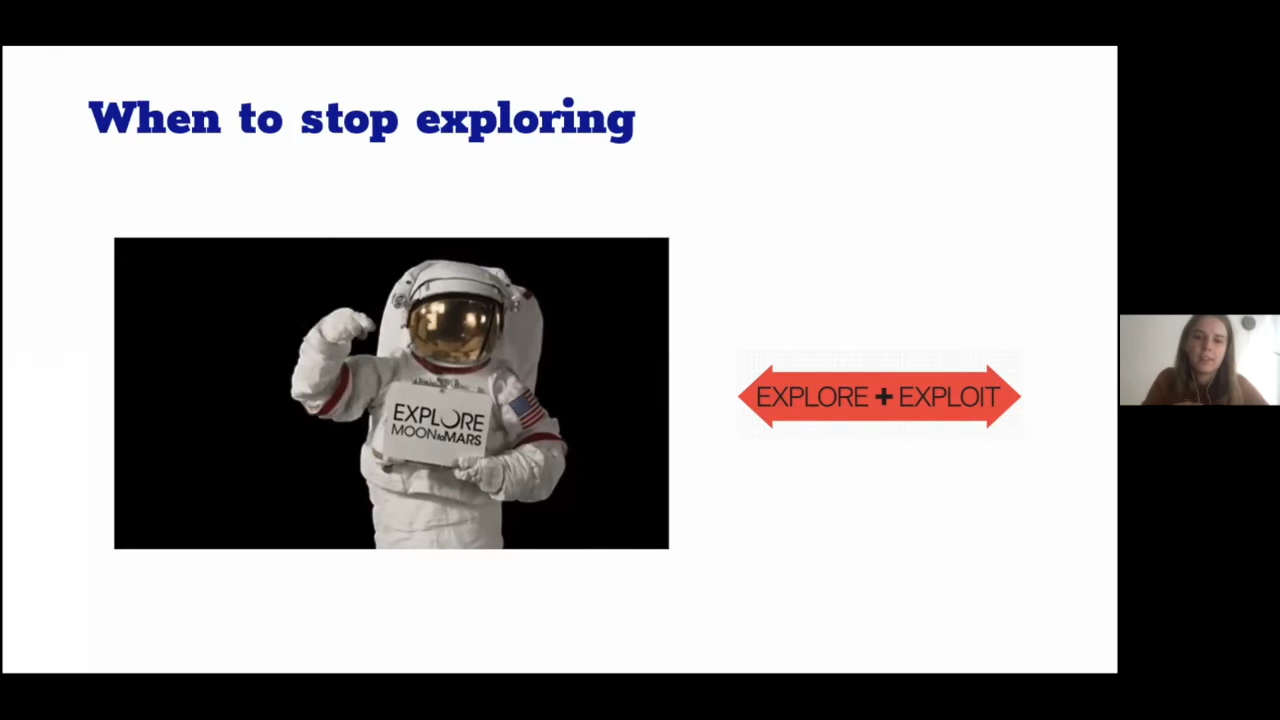 When to stop exploring
EXPLORE
MOON to MARS
EXPLORE + EXPLOIT